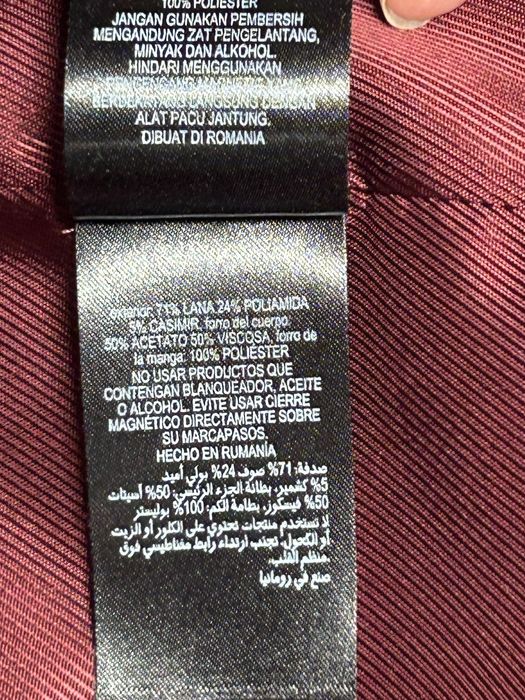 100% POLIESTER
JANGAN GUNAKAN PEMBERSIH
MENGANDUNG ZAT PENGELANTANG,
MINYAK DAN ALKOHOL.
HINDARI MENGGUNAKAN
LANGSUNG DENGAN
ALAT PACU JANTUNG.
DIBUAT DI ROMANIA
exterior: 71% LANA 24% POLIAMIDA
5% CASIMIR, forro del cuerpo:
50% ACETATO 50% VISCOSA, forro de
la manga: 100% POLIÉSTER
NO USAR PRODUCTOS QUE
CONTENGAN BLANQUEADOR, ACEITE
O ALCOHOL. EVITE USAR CIERRE
MAGNÉTICO DIRECTAMENTE SOBRE
SU MARCAPASOS.
HECHO EN RUMANÍA
صدفة: 71% صوف 24% بولي أميد
5% كشمير, بطانة الجزء الرئيسي: 50% أسيتات
50% فيسكوز, بطامة الكم: 100% بوليستر
لا تستخدم منتجات تحتوي على الكلور أو الزيت
أو الكحول. تجنب ارتداء رابط مغناطيسي فوق
منظم القلب.
صنع في رومانيا